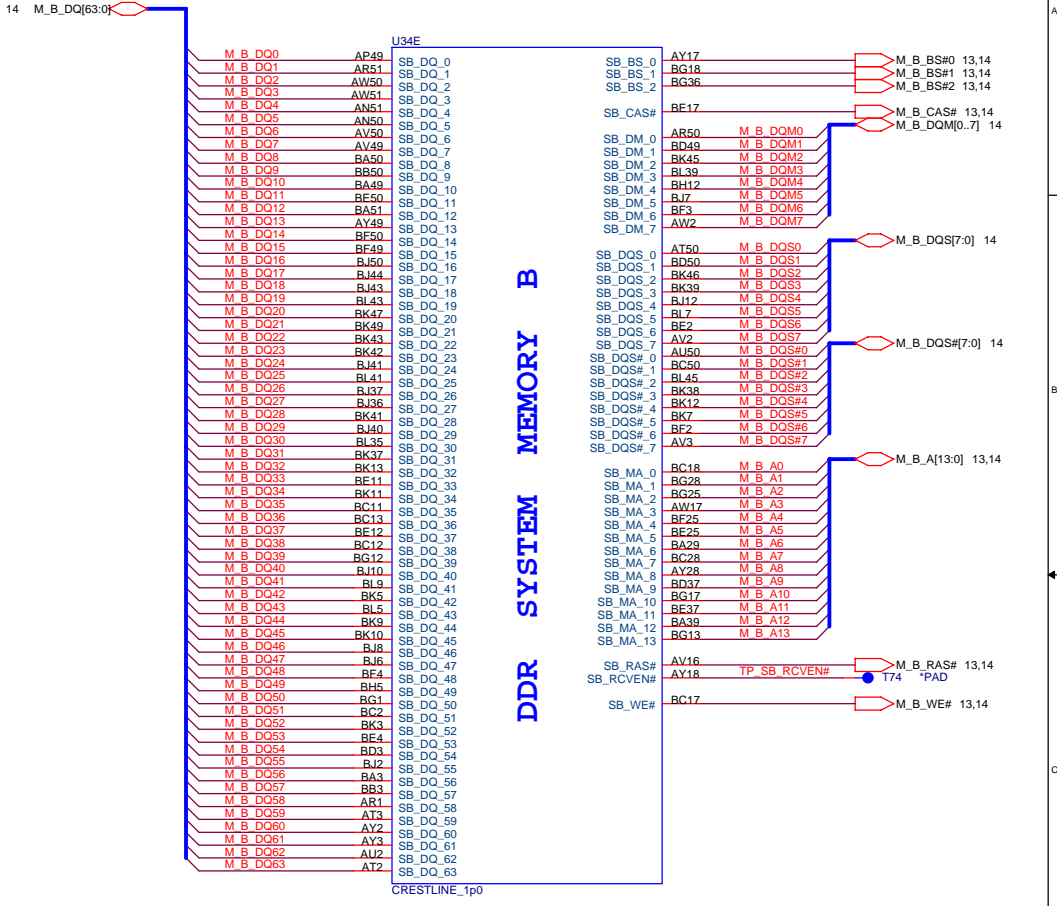 14 M_B_DQ[63:0]
U34E
M_B_DQ0 AP49 SB_DQ_0
M_B_DQ1 AR51 SB_DQ_1
M_B_DQ2 AW50 SB_DQ_2
M_B_DQ3 AW51 SB_DQ_3
M_B_DQ4 AN51 SB_DQ_4
M_B_DQ5 AN50 SB_DQ_5
M_B_DQ6 AV50 SB_DQ_6
M_B_DQ7 AV49 SB_DQ_7
M_B_DQ8 BA50 SB_DQ_8
M_B_DQ9 BB50 SB_DQ_9
M_B_DQ10 BA49 SB_DQ_10
M_B_DQ11 BE50 SB_DQ_11
M_B_DQ12 BA51 SB_DQ_12
M_B_DQ13 AY49 SB_DQ_13
M_B_DQ14 BF50 SB_DQ_14
M_B_DQ15 BF49 SB_DQ_15
M_B_DQ16 BJ50 SB_DQ_16
M_B_DQ17 BJ44 SB_DQ_17
M_B_DQ18 BJ43 SB_DQ_18
M_B_DQ19 BL43 SB_DQ_19
M_B_DQ20 BK47 SB_DQ_20
M_B_DQ21 BK49 SB_DQ_21
M_B_DQ22 BK43 SB_DQ_22
M_B_DQ23 BK42 SB_DQ_23
M_B_DQ24 BJ41 SB_DQ_24
M_B_DQ25 BL41 SB_DQ_25
M_B_DQ26 BJ37 SB_DQ_26
M_B_DQ27 BJ36 SB_DQ_27
M_B_DQ28 BK41 SB_DQ_28
M_B_DQ29 BJ40 SB_DQ_29
M_B_DQ30 BL35 SB_DQ_30
M_B_DQ31 BK37 SB_DQ_31
M_B_DQ32 BK13 SB_DQ_32
M_B_DQ33 BE11 SB_DQ_33
M_B_DQ34 BK11 SB_DQ_34
M_B_DQ35 BC11 SB_DQ_35
M_B_DQ36 BC13 SB_DQ_36
M_B_DQ37 BE12 SB_DQ_37
M_B_DQ38 BC12 SB_DQ_38
M_B_DQ39 BG12 SB_DQ_39
M_B_DQ40 BJ10 SB_DQ_40
M_B_DQ41 BL9 SB_DQ_41
M_B_DQ42 BK5 SB_DQ_42
M_B_DQ43 BL5 SB_DQ_43
M_B_DQ44 BK9 SB_DQ_44
M_B_DQ45 BK10 SB_DQ_45
M_B_DQ46 BJ8 SB_DQ_46
M_B_DQ47 BJ6 SB_DQ_47
M_B_DQ48 BF4 SB_DQ_48
M_B_DQ49 BH5 SB_DQ_49
M_B_DQ50 BG1 SB_DQ_50
M_B_DQ51 BC2 SB_DQ_51
M_B_DQ52 BK3 SB_DQ_52
M_B_DQ53 BE4 SB_DQ_53
M_B_DQ54 BD3 SB_DQ_54
M_B_DQ55 BJ2 SB_DQ_55
M_B_DQ56 BA3 SB_DQ_56
M_B_DQ57 BB3 SB_DQ_57
M_B_DQ58 AR1 SB_DQ_58
M_B_DQ59 AT3 SB_DQ_59
M_B_DQ60 AY2 SB_DQ_60
M_B_DQ61 AY3 SB_DQ_61
M_B_DQ62 AU2 SB_DQ_62
M_B_DQ63 AT2 SB_DQ_63
CRESTLINE_1p0
DDR SYSTEM MEMORY B
SB_BS_0 AY17 M_B_BS#0 13,14
SB_BS_1 BG18 M_B_BS#1 13,14
SB_BS_2 BG36 M_B_BS#2 13,14
SB_CAS# BE17 M_B_CAS# 13,14
M_B_DQM[0..7] 14
SB_DM_0 AR50 M_B_DQM0
SB_DM_1 BD49 M_B_DQM1
SB_DM_2 BK45 M_B_DQM2
SB_DM_3 BL39 M_B_DQM3
SB_DM_4 BH12 M_B_DQM4
SB_DM_5 BJ7 M_B_DQM5
SB_DM_6 BF3 M_B_DQM6
SB_DM_7 AW2 M_B_DQM7
M_B_DQS[7:0] 14
SB_DQS_0 AT50 M_B_DQS0
SB_DQS_1 BD50 M_B_DQS1
SB_DQS_2 BK46 M_B_DQS2
SB_DQS_3 BK39 M_B_DQS3
SB_DQS_4 BJ12 M_B_DQS4
SB_DQS_5 BL7 M_B_DQS5
SB_DQS_6 BE2 M_B_DQS6
SB_DQS_7 AV2 M_B_DQS7
M_B_DQS#[7:0] 14
SB_DQS#_0 AU50 M_B_DQS#0
SB_DQS#_1 BC50 M_B_DQS#1
SB_DQS#_2 BL45 M_B_DQS#2
SB_DQS#_3 BK38 M_B_DQS#3
SB_DQS#_4 BK12 M_B_DQS#4
SB_DQS#_5 BK7 M_B_DQS#5
SB_DQS#_6 BF2 M_B_DQS#6
SB_DQS#_7 AV3 M_B_DQS#7
M_B_A[13:0] 13,14
SB_MA_0 BC18 M_B_A0
SB_MA_1 BG28 M_B_A1
SB_MA_2 BG25 M_B_A2
SB_MA_3 AW17 M_B_A3
SB_MA_4 BF25 M_B_A4
SB_MA_5 BE25 M_B_A5
SB_MA_6 BA29 M_B_A6
SB_MA_7 BC28 M_B_A7
SB_MA_8 AY28 M_B_A8
SB_MA_9 BD37 M_B_A9
SB_MA_10 BG17 M_B_A10
SB_MA_11 BE37 M_B_A11
SB_MA_12 BA39 M_B_A12
SB_MA_13 BG13 M_B_A13
SB_RAS# AV16 M_B_RAS# 13,14
SB_RCVEN# AY18 TP_SB_RCVEN# T74 *PAD
SB_WE# BC17 M_B_WE# 13,14
A
B
C